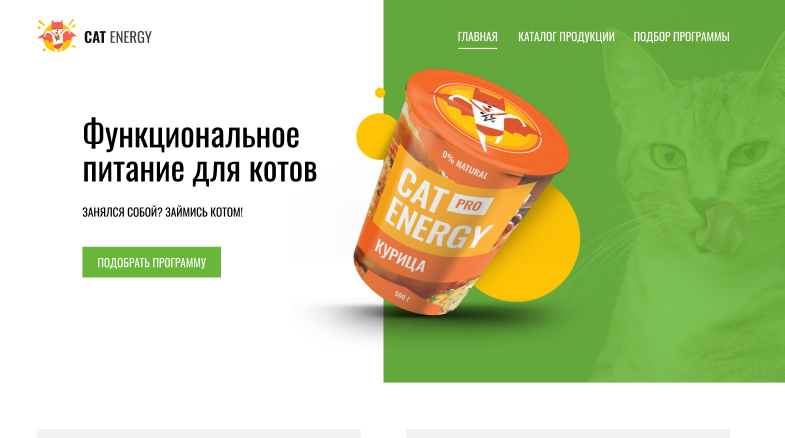 CAT ENERGY
ГЛАВНАЯ
КАТАЛОГ ПРОДУКЦИИ
ПОДБОР ПРОГРАММЫ
Функциональное
питание для котов
ЗАНЯЛСЯ СОБОЙ? ЗАЙМИСЬ КОТОМ!
ПОДОБРАТЬ ПРОГРАММУ
0% NATURAL
CAT PRO
ENERGY
КУРИЦА
500 Г